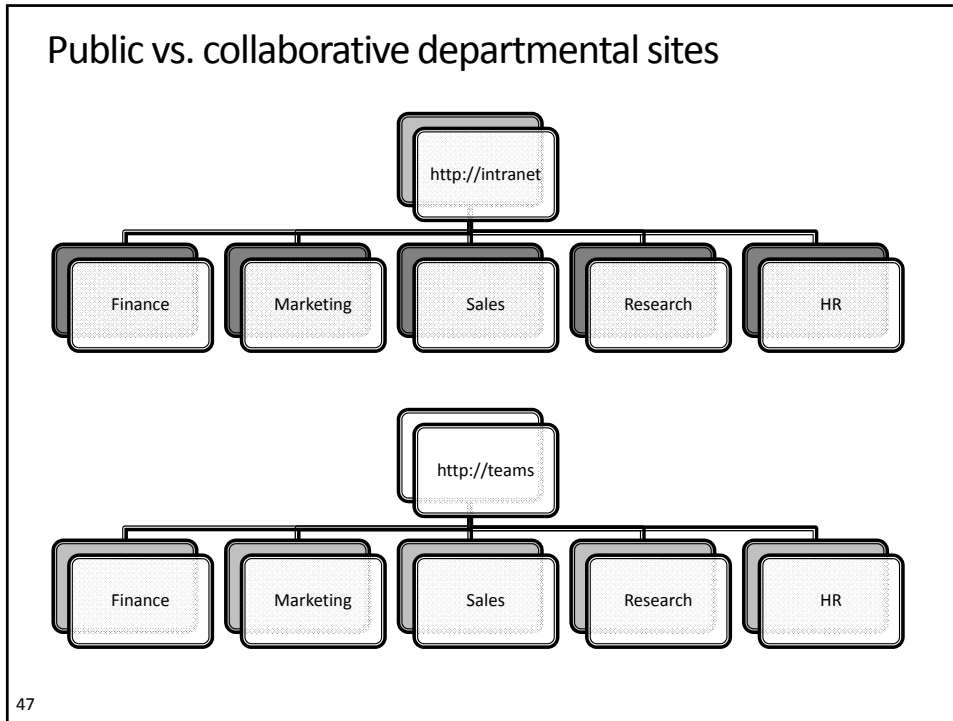 Public vs. collaborative departmental sites
http://intranet
Finance
Marketing
Sales
Research
HR
http://teams
Finance
Marketing
Sales
Research
HR
47